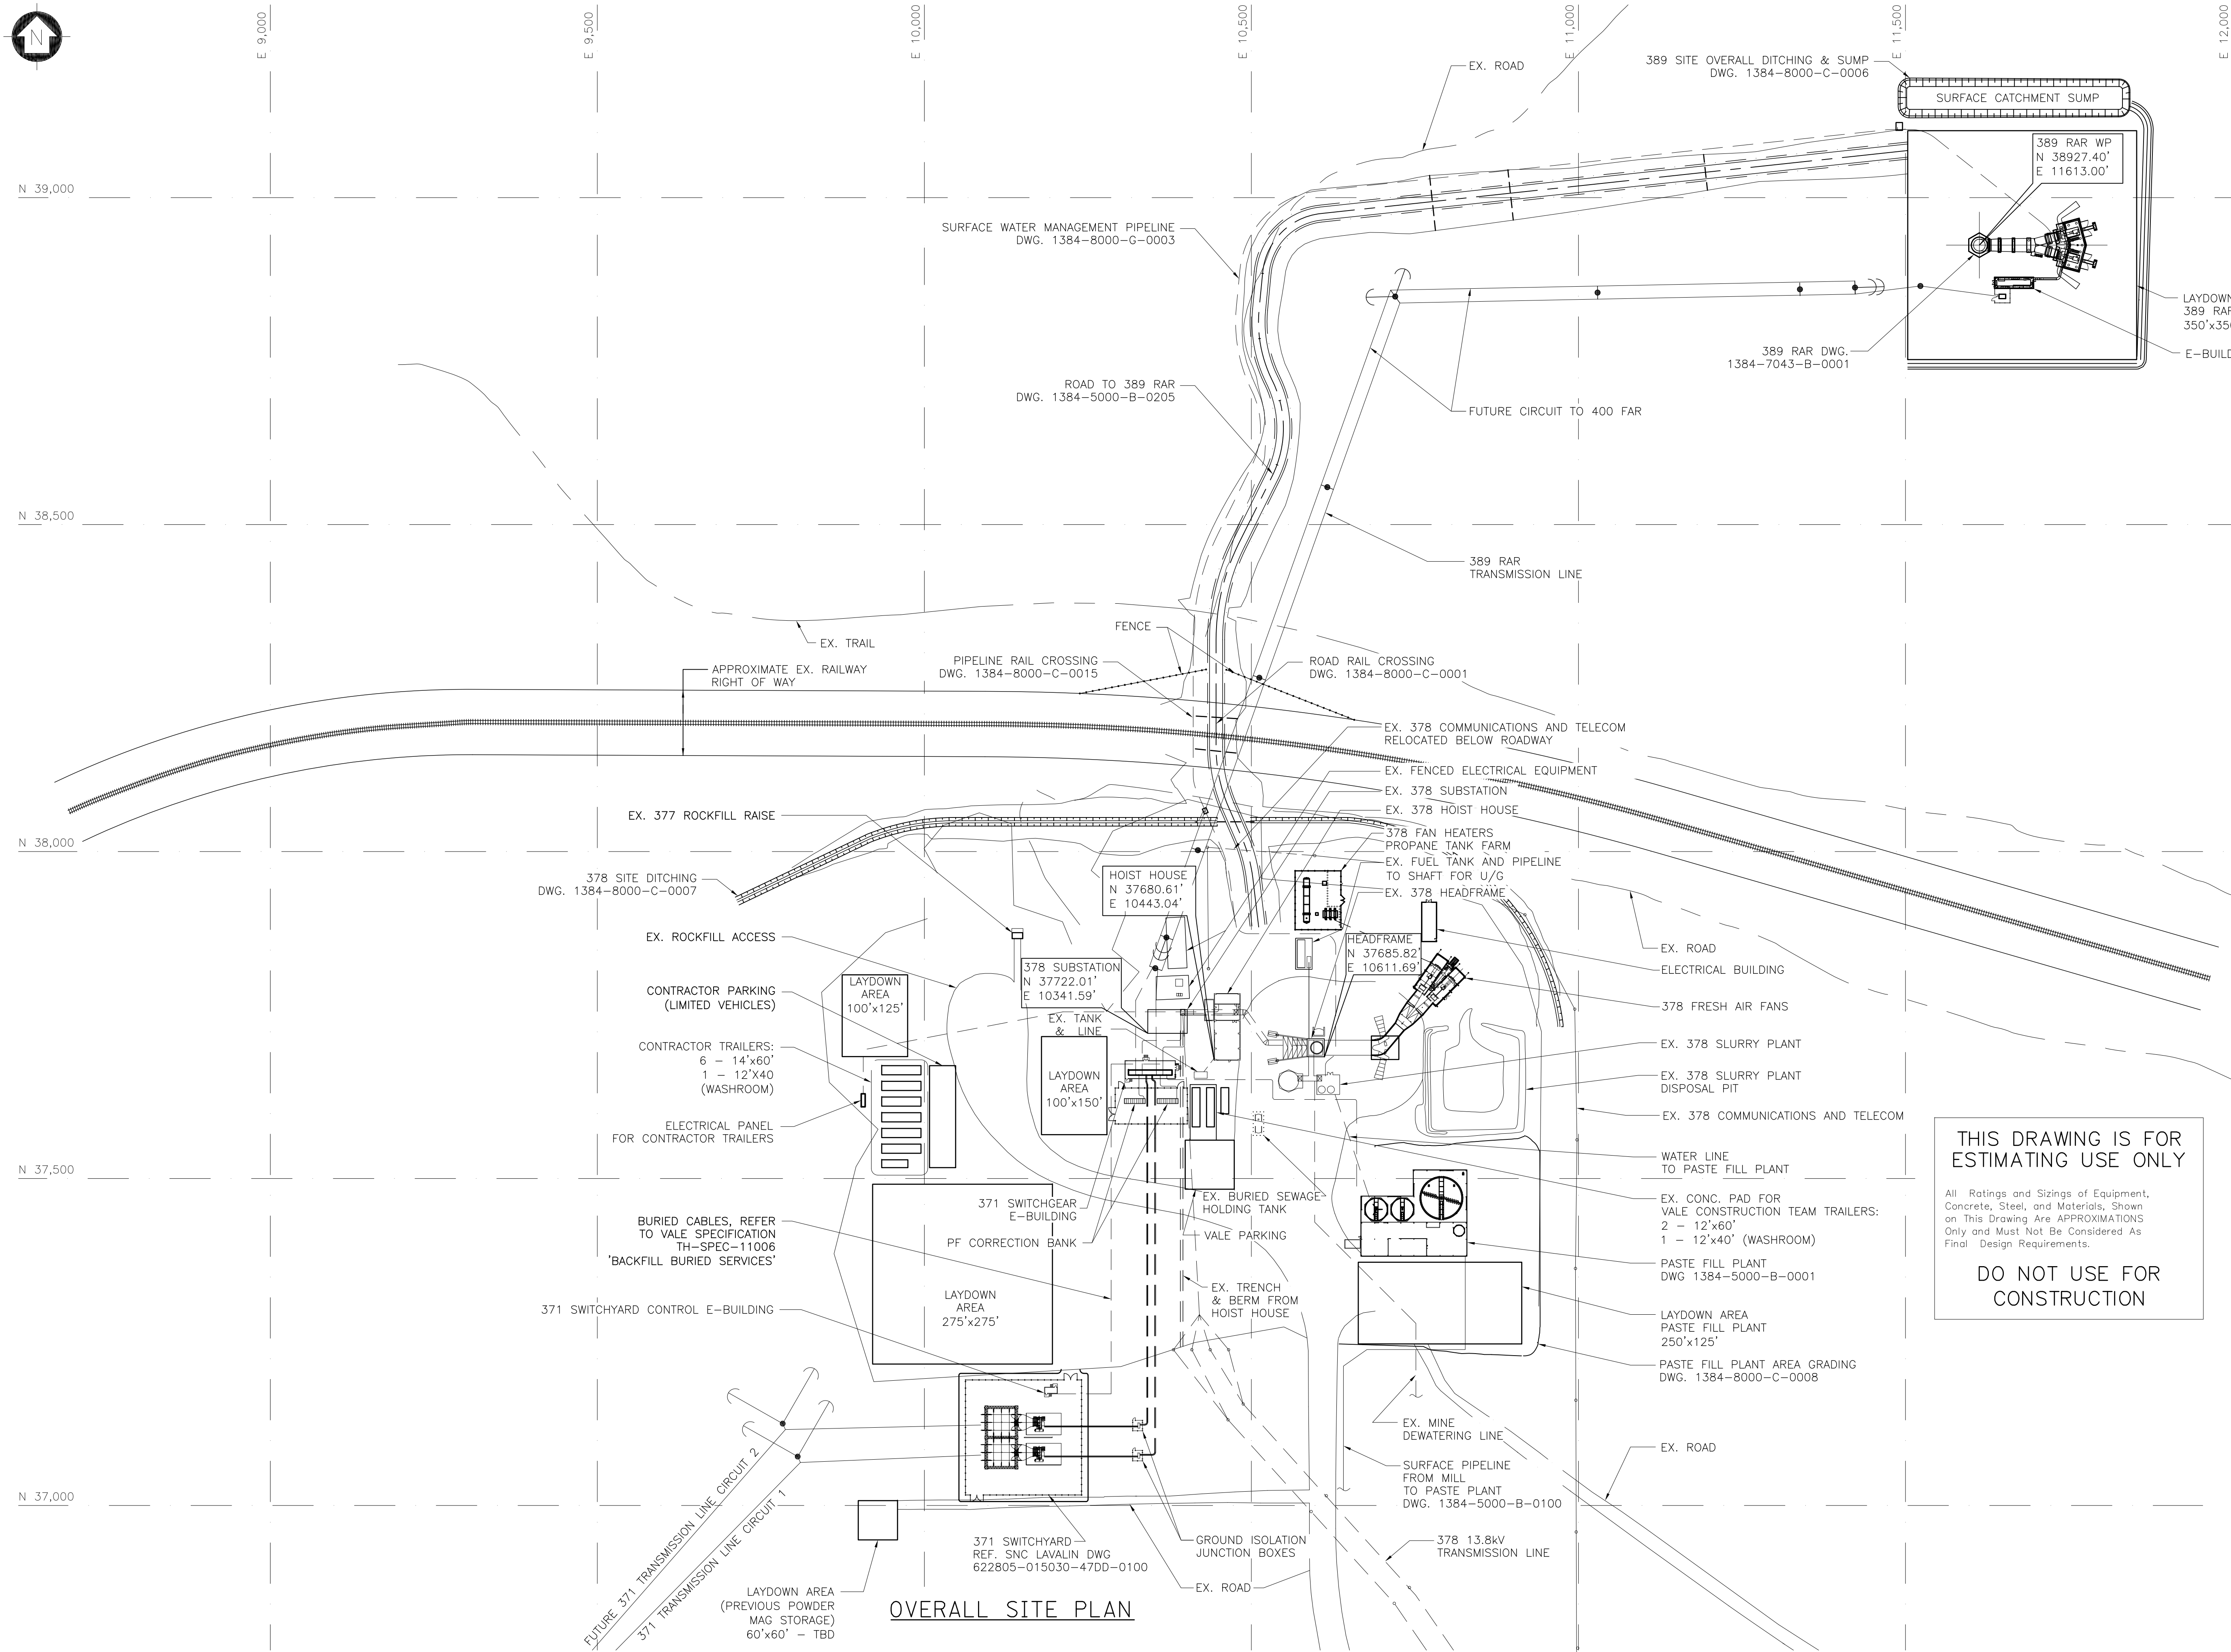 N
E 9,000
E 9,500
E 10,000
E 10,500
E 11,000
E 11,500
E 12,000
EX. ROAD
389 SITE OVERALL DITCHING & SUMP
DWG. 1384-8000-C-0006
SURFACE CATCHMENT SUMP
389 RAR WP
N 38927.40'
E 11613.00'
N 39,000
SURFACE WATER MANAGEMENT PIPELINE
DWG. 1384-8000-G-0003
LAYDOWN
389 RAR
350'x350
E-BUILD
389 RAR DWG.
1384-7043-B-0001
ROAD TO 389 RAR
DWG. 1384-5000-B-0205
FUTURE CIRCUIT TO 400 FAR
N 38,500
389 RAR
TRANSMISSION LINE
FENCE
EX. TRAIL
APPROXIMATE EX. RAILWAY
RIGHT OF WAY
PIPELINE RAIL CROSSING
DWG. 1384-8000-C-0015
ROAD RAIL CROSSING
DWG. 1384-8000-C-0001
EX. 378 COMMUNICATIONS AND TELECOM
RELOCATED BELOW ROADWAY
EX. FENCED ELECTRICAL EQUIPMENT
EX. 378 SUBSTATION
EX. 378 HOIST HOUSE
EX. 377 ROCKFILL RAISE
N 38,000
378 FAN HEATERS
PROPANE TANK FARM
EX. FUEL TANK AND PIPELINE
TO SHAFT FOR U/G
EX. 378 HEADFRAME
378 SITE DITCHING
DWG. 1384-8000-C-0007
HOIST HOUSE
N 37680.61'
E 10443.04'
EX. ROCKFILL ACCESS
HEADFRAME
N 37685.82'
E 10611.69'
EX. ROAD
ELECTRICAL BUILDING
378 SUBSTATION
N 37722.01'
E 10341.59'
CONTRACTOR PARKING
(LIMITED VEHICLES)
LAYDOWN
AREA
100'x125'
378 FRESH AIR FANS
EX. TANK
& LINE
CONTRACTOR TRAILERS:
6 - 14'x60'
1 - 12'X40
(WASHROOM)
EX. 378 SLURRY PLANT
LAYDOWN
AREA
100'x150'
EX. 378 SLURRY PLANT
DISPOSAL PIT
EX. 378 COMMUNICATIONS AND TELECOM
ELECTRICAL PANEL
FOR CONTRACTOR TRAILERS
WATER LINE
TO PASTE FILL PLANT
N 37,500
371 SWITCHGEAR
E-BUILDING
EX. BURIED SEWAGE
HOLDING TANK
EX. CONC. PAD FOR
VALE CONSTRUCTION TEAM TRAILERS:
2 - 12'x60'
1 - 12'x40' (WASHROOM)
BURIED CABLES, REFER
TO VALE SPECIFICATION
TH-SPEC-11006
'BACKFILL BURIED SERVICES'
PF CORRECTION BANK
VALE PARKING
PASTE FILL PLANT
DWG 1384-5000-B-0001
LAYDOWN
AREA
275'x275'
EX. TRENCH
& BERM FROM
HOIST HOUSE
371 SWITCHYARD CONTROL E-BUILDING
LAYDOWN AREA
PASTE FILL PLANT
250'x125'
PASTE FILL PLANT AREA GRADING
DWG. 1384-8000-C-0008
THIS DRAWING IS FOR
ESTIMATING USE ONLY
All Ratings and Sizings of Equipment,
Concrete, Steel, and Materials, Shown
on This Drawing Are APPROXIMATIONS
Only and Must Not Be Considered As
Final Design Requirements.
DO NOT USE FOR
CONSTRUCTION
EX. MINE
DEWATERING LINE
EX. ROAD
SURFACE PIPELINE
FROM MILL
TO PASTE PLANT
DWG. 1384-5000-B-0100
N 37,000
FUTURE 371 TRANSMISSION LINE CIRCUIT 2
371 TRANSMISSION LINE CIRCUIT 1
371 SWITCHYARD
REF. SNC LAVALIN DWG
622805-015030-47DD-0100
GROUND ISOLATION
JUNCTION BOXES
378 13.8kV
TRANSMISSION LINE
EX. ROAD
LAYDOWN AREA
(PREVIOUS POWDER
MAG STORAGE)
60'x60' - TBD
OVERALL SITE PLAN